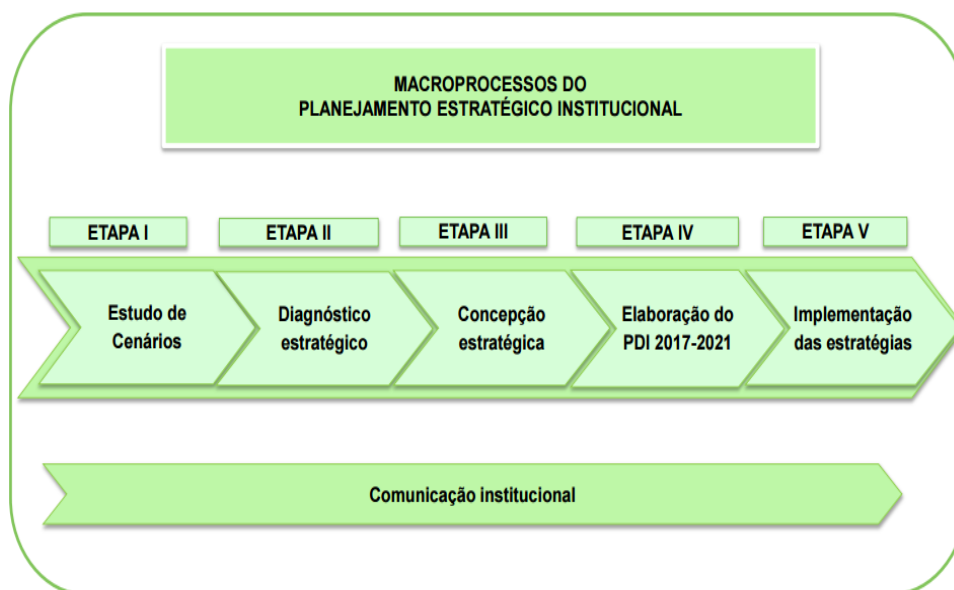 MACROPROCESSOS DO
PLANEJAMENTO ESTRATÉGICO INSTITUCIONAL
ETAPA I
ETAPA II
ETAPA III
ETAPA IV
ETAPA V
Estudo de
Cenários
Diagnóstico
estratégico
Concepção
estratégica
Elaboração do
PDI 2017-2021
Implementação
das estratégias
Comunicação institucional